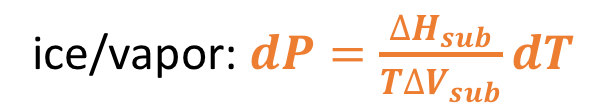 ice/vapor: dP = ΔH_sub / TΔV_sub dT